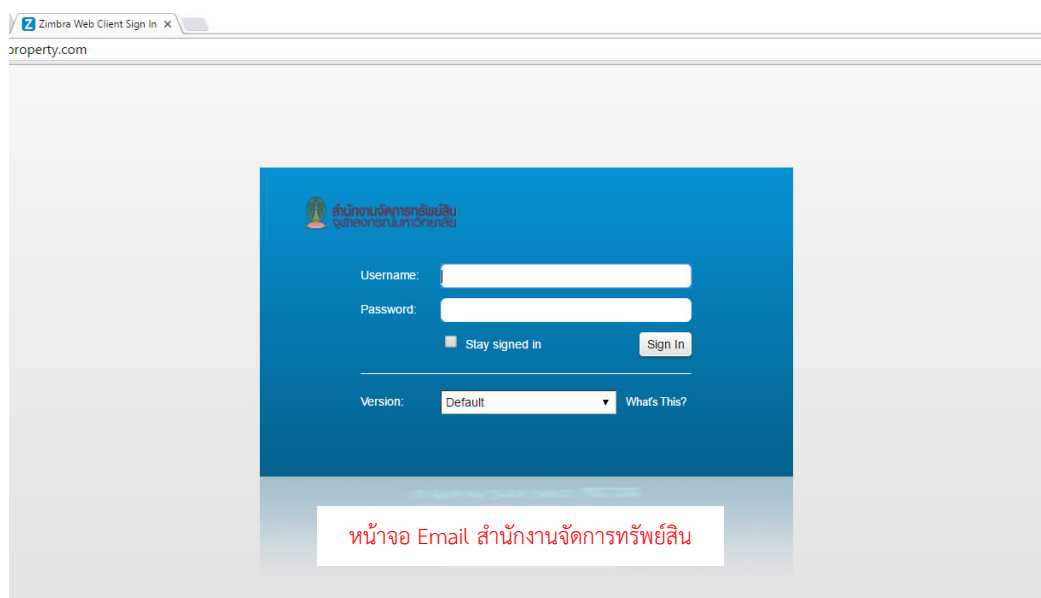 Zimbra Web Client Sign In
property.com
สำนักงานจัดการทรัพย์สิน
จุฬาลงกรณ์มหาวิทยาลัย
Username:
Password:
Stay signed in
Sign In
Version:
Default
What's This?
หน้าจอ Email สำนักงานจัดการทรัพย์สิน